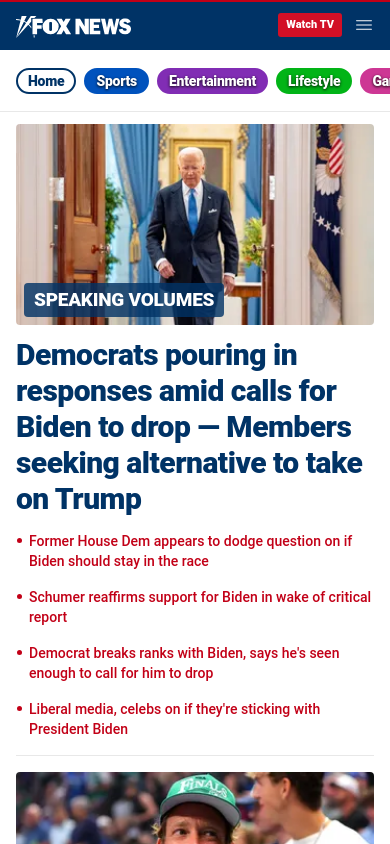 FOX NEWS
Watch TV
Home
Sports
Entertainment
Lifestyle
SPEAKING VOLUMES
Democrats pouring in
responses amid calls for
Biden to drop — Members
seeking alternative to take
on Trump
• Former House Dem appears to dodge question on if
Biden should stay in the race
• Schumer reaffirms support for Biden in wake of critical
report
• Democrat breaks ranks with Biden, says he's seen
enough to call for him to drop
• Liberal media, celebs on if they're sticking with
President Biden
FINALS